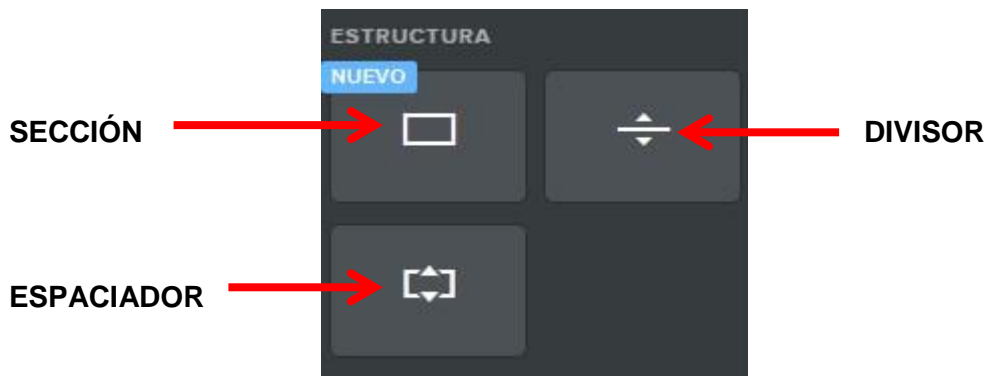 ESTRUCTURA
NUEVO
SECCIÓN
DIVISOR
ESPACIADOR